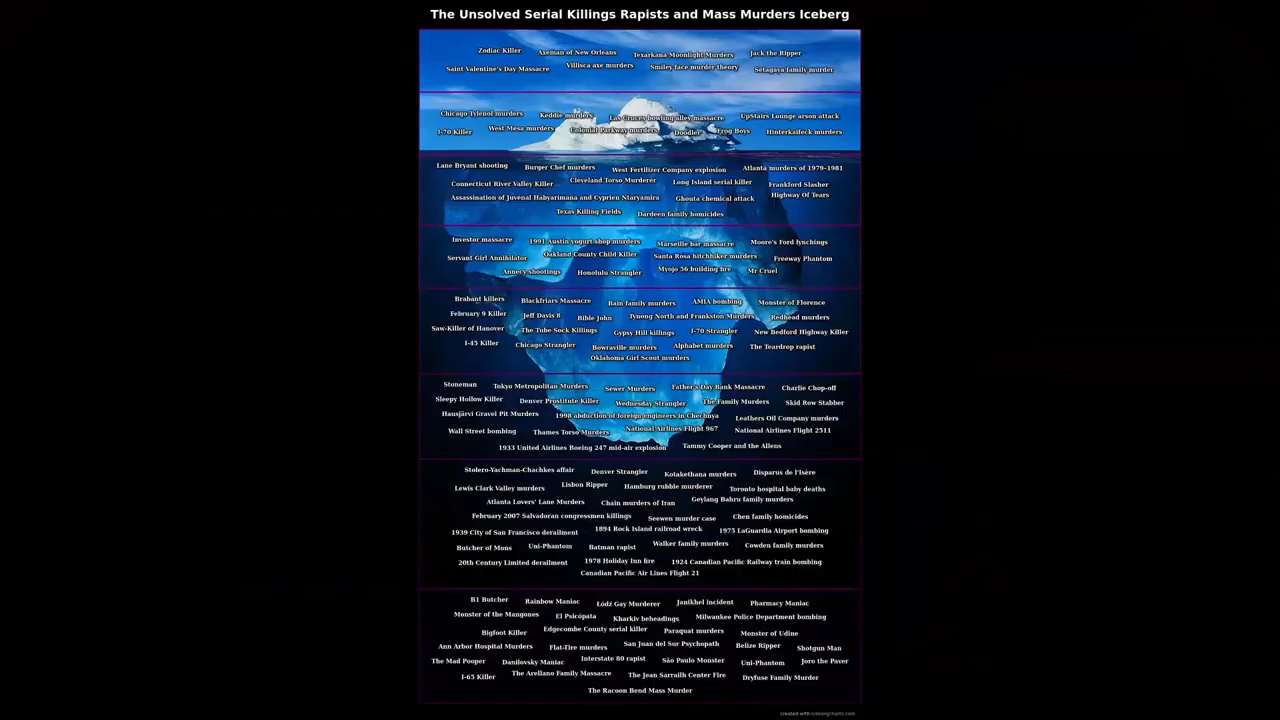 The Unsolved Serial Killings Rapists and Mass Murders Iceberg
Zodiac Killer Axeman of New Orleans Texarkana Moonlight Murders Jack the Ripper
Saint Valentine's Day Massacre Villisca axe murders Smiley face murder theory Setagaya family murder
Chicago Tylenol murders Keddie murders Las Cruces bowling alley massacre UpStairs Lounge arson attack
I-70 Killer West Mesa murders Colonial Parkway murders Doodler Frog Boys Hinterkaifeck murders
Lane Bryant shooting Burger Chef murders West Fertilizer Company explosion Atlanta murders of 1979–1981
Connecticut River Valley Killer Cleveland Torso Murderer Long Island serial killer Frankford Slasher
Assassination of Juvenal Habyarimana and Cyprien Ntaryamira Ghouta chemical attack Highway Of Tears
Texas Killing Fields Dardeen family homicides
Investor massacre 1991 Austin yogurt shop murders Marseille bar massacre Moore's Ford lynchings
Servant Girl Annihilator Oakland County Child Killer Santa Rosa hitchhiker murders Freeway Phantom
Annecy shootings Honolulu Strangler Myojo 56 building fire Mr Cruel
Brabant killers Blackfriars Massacre Bain family murders AMIA bombing Monster of Florence
February 9 Killer Jeff Davis 8 Bible John Tynong North and Frankston Murders Redhead murders
Saw-Killer of Hanover The Tube Sock Killings Gypsy Hill killings I-70 Strangler New Bedford Highway Killer
I-45 Killer Chicago Strangler Bowraville murders Alphabet murders The Teardrop rapist
Oklahoma Girl Scout murders
Stoneman Tokyo Metropolitan Murders Sewer Murders Father's Day Bank Massacre Charlie Chop-off
Sleepy Hollow Killer Denver Prostitute Killer Wednesday Strangler The Family Murders Skid Row Stabber
Hausjärvi Gravel Pit Murders 1998 abduction of foreign engineers in Chechnya Leathers Oil Company murders
Wall Street bombing Thames Torso Murders National Airlines Flight 967 National Airlines Flight 2511
1933 United Airlines Boeing 247 mid-air explosion Tammy Cooper and the Allens
Stolero-Yachman-Chachkes affair Denver Strangler Kotakethana murders Disparus de l'Isère
Lewis Clark Valley murders Lisbon Ripper Hamburg rubble murderer Toronto hospital baby deaths
Atlanta Lovers' Lane Murders Chain murders of Iran Geylang Bahru family murders
February 2007 Salvadoran congressmen killings Seewen murder case Chen family homicides
1939 City of San Francisco derailment 1894 Rock Island railroad wreck 1975 LaGuardia Airport bombing
Butcher of Mons Uni-Phantom Batman rapist Walker family murders Cowden family murders
20th Century Limited derailment 1978 Holiday Inn fire 1924 Canadian Pacific Railway train bombing
Canadian Pacific Air Lines Flight 21
B1 Butcher Rainbow Maniac Łódź Gay Murderer Janikhel incident Pharmacy Maniac
Monster of the Mangones El Psicópata Kharkiv beheadings Milwaukee Police Department bombing
Bigfoot Killer Edgecombe County serial killer Paraquat murders Monster of Udine
Ann Arbor Hospital Murders Flat-Tire murders San Juan del Sur Psychopath Belize Ripper Shotgun Man
The Mad Pooper Danilovsky Maniac Interstate 80 rapist São Paulo Monster Uni-Phantom Joro the Paver
I-65 Killer The Arellano Family Massacre The Jean Sarrailh Center Fire Dryfuse Family Murder
The Racoon Bend Mass Murder
created with icebergcharts.com